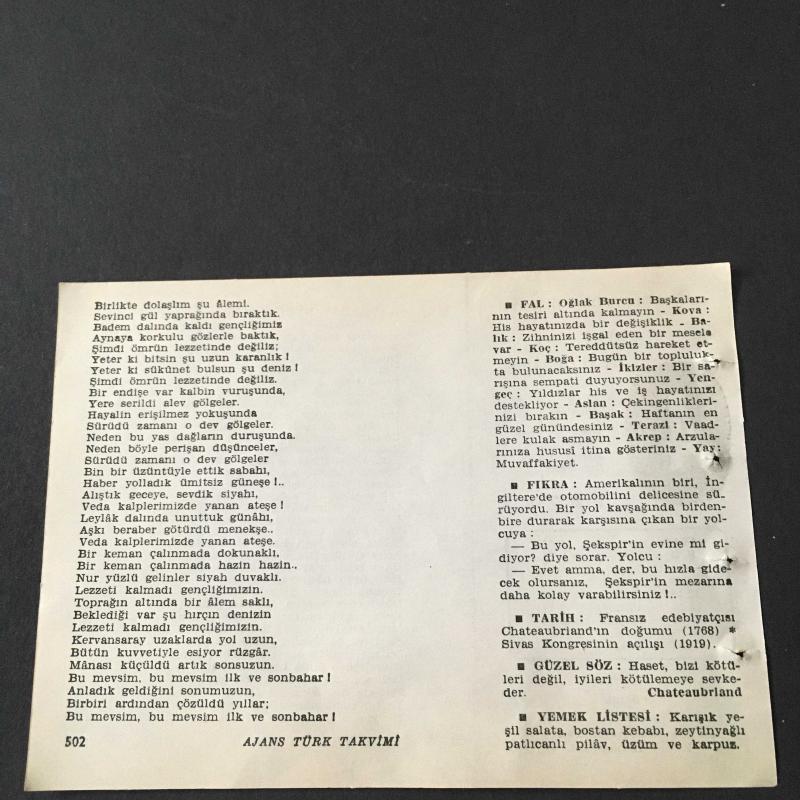 Birlikte dolaşlım şu âlemi.
Sevinci gül yaprağında bıraktık.
Badem dalında kaldı gençliğimiz
Aynaya korkulu gözlerle baktık,
Şimdi ömrün lezzetinde değiliz;
Yeter ki bitsin şu uzun karanlık !
Yeter ki sükûnet bulsun şu deniz !
Şimdi ömrün lezzetinde değiliz.
Bir endişe var kalbin vuruşunda,
Yere serildi alev gölgeler.
Hayalin erişilmez yokuşunda
Sürüdü zamanı o dev gölgeler.
Neden bu yas dağların duruşunda.
Neden böyle perişan düşünceler,
Sürüdü zamanı o dev gölgeler
Bin bir üzüntüyle ettik sabahı,
Haber yolladık ümitsiz güneşe !..
Alıştık geceye, sevdik siyahı,
Veda kalplerimizde yanan ateşe !
Leylâk dalında unuttuk günâhı,
Aşkı beraber götürdü menekşe..
Veda kalplerimizde yanan ateşe.
Bir keman çalınmada dokunaklı,
Bir keman çalınmada hazin hazin.,
Nur yüzlü gelinler siyah duvaklı.
Lezzeti kalmadı gençliğimizin.
Toprağın altında bir âlem saklı,
Beklediği var şu hırçın denizin
Lezzeti kalmadı gençliğimizin.
Kervansaray uzaklarda yol uzun,
Bütün kuvvetiyle esiyor rüzgâr.
Mânası küçüldü artık sonsuzun.
Bu mevsim, bu mevsim ilk ve sonbahar !
Anladık geldiğini sonumuzun,
Birbiri ardından çözüldü yıllar;
Bu mevsim, bu mevsim ilk ve sonbahar !
502
AJANS TÜRK TAKVİMİ
■ FAL : Oğlak Burcu : Başkaları-
nın tesiri altında kalmayın - Kova :
His hayatınızda bir değişiklik - Ba-
lık : Zihninizi işgal eden bir mesele
var - Koç : Tereddütsüz hareket et-
meyin - Boğa : Bugün bir topluluk-
ta bulunacaksınız - İkizler : Bir sa-
rışına sempati duyuyorsunuz - Yen-
geç : Yıldızlar his ve iş hayatınızı
destekliyor - Aslan : Çekingenlikleri-
nizi bırakın - Başak : Haftanın en
güzel günündesiniz - Terazi : Vaad-
lere kulak asmayın - Akrep : Arzula-
rınıza hususî itina gösteriniz - Yay:
Muvaffakiyet.
■ FIKRA : Amerikalının biri, İn-
giltere'de otomobilini delicesine sü-
rüyordu. Bir yol kavşağında birden-
bire durarak karşısına çıkan bir yol-
cuya :
— Bu yol, Şekspir'in evine mi gi-
diyor? diye sorar. Yolcu :
— Evet amma, der, bu hızla gide-
cek olursanız, Şekspir'in mezarına
daha kolay varabilirsiniz !..
■ TARİH : Fransız edebiyatçısı
Chateaubriand'ın doğumu (1768) *
Sivas Kongresinin açılışı (1919).
■ GÜZEL SÖZ : Haset, bizi kötü-
leri değil, iyileri kötülemeye sevke-
der. Chateaubriand
■ YEMEK LİSTESİ : Karışık ye-
şil salata, bostan kebabı, zeytinyağlı
patlıcanlı pilâv, üzüm ve karpuz.